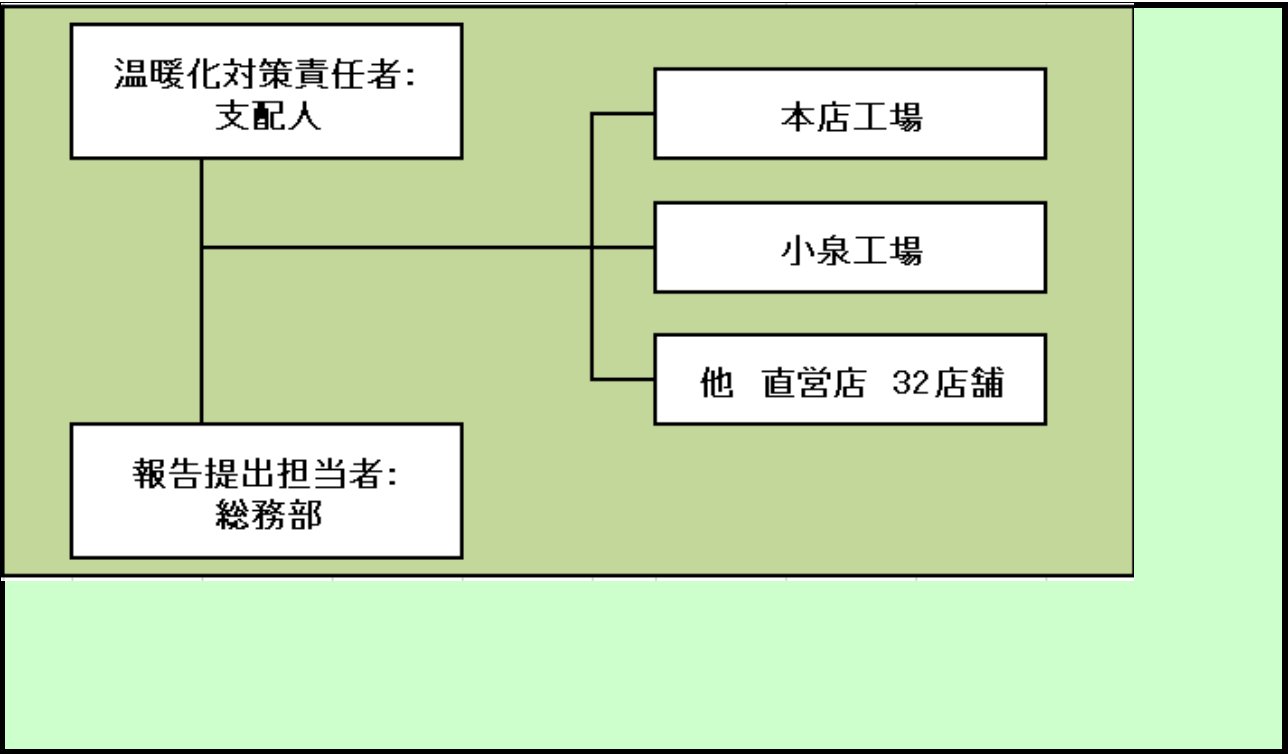 温暖化対策責任者:
支配人
本店工場
小泉工場
他 直営店 32店舗
報告提出担当者:
総務部